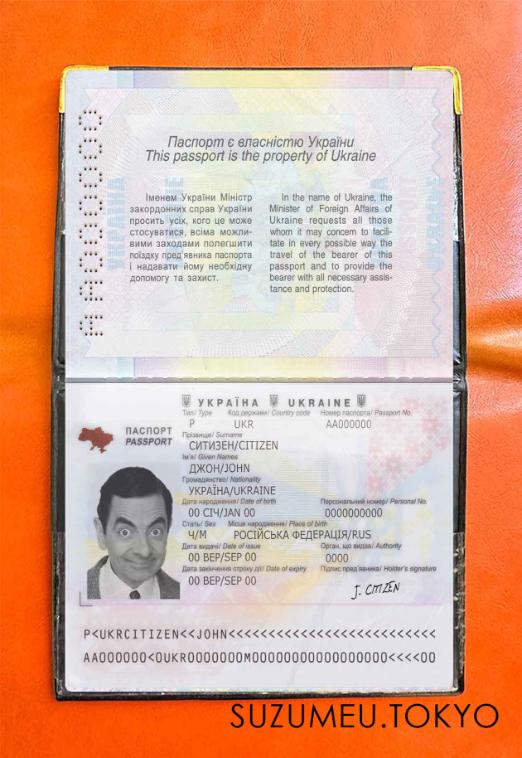 Паспорт є власністю України
This passport is the property of Ukraine
Іменем України Міністр
закордонних справ України
просить усіх, кого це може
стосуватися, всіма можли-
вими заходами полегшити
поїздку пред'явника паспорта
і надавати йому необхідну
допомогу та захист.
In the name of Ukraine, the
Minister of Foreign Affairs of
Ukraine requests all those
whom it may concern to facili-
tate in every possible way the
travel of the bearer of this
passport and to provide the
bearer with all necessary assis-
tance and protection.
УКРАЇНА UKRAINE
ПАСПОРТ
PASSPORT
Тип/ Type Код держави/ Country code Номер паспорта/ Passport No.
P UKR AA000000
Прізвище/ Surname
СИТИЗЕН/CITIZEN
Ім'я/ Given Names
ДЖОН/JOHN
Громадянство/ Nationality
УКРАЇНА/UKRAINE
Дата народження/ Date of birth Персональний номер/ Personal No.
00 СІЧ/JAN 00 0000000000
Стать/ Sex Місце народження/ Place of birth
Ч/М РОСІЙСЬКА ФЕДЕРАЦІЯ/RUS
Дата видачі/ Date of issue Орган, що видав/ Authority
00 ВЕР/SEP 00 0000
Дата закінчення строку дії/ Date of expiry Підпис пред'явника/ Holder's signature
00 ВЕР/SEP 00
J. CITIZEN
P<UKRCITIZEN<<JOHN<<<<<<<<<<<<<<<<<<<<<<<<<<
AA000000<0UKR0000000M000000000000000000<<<<00
SUZUMEU.TOKYO